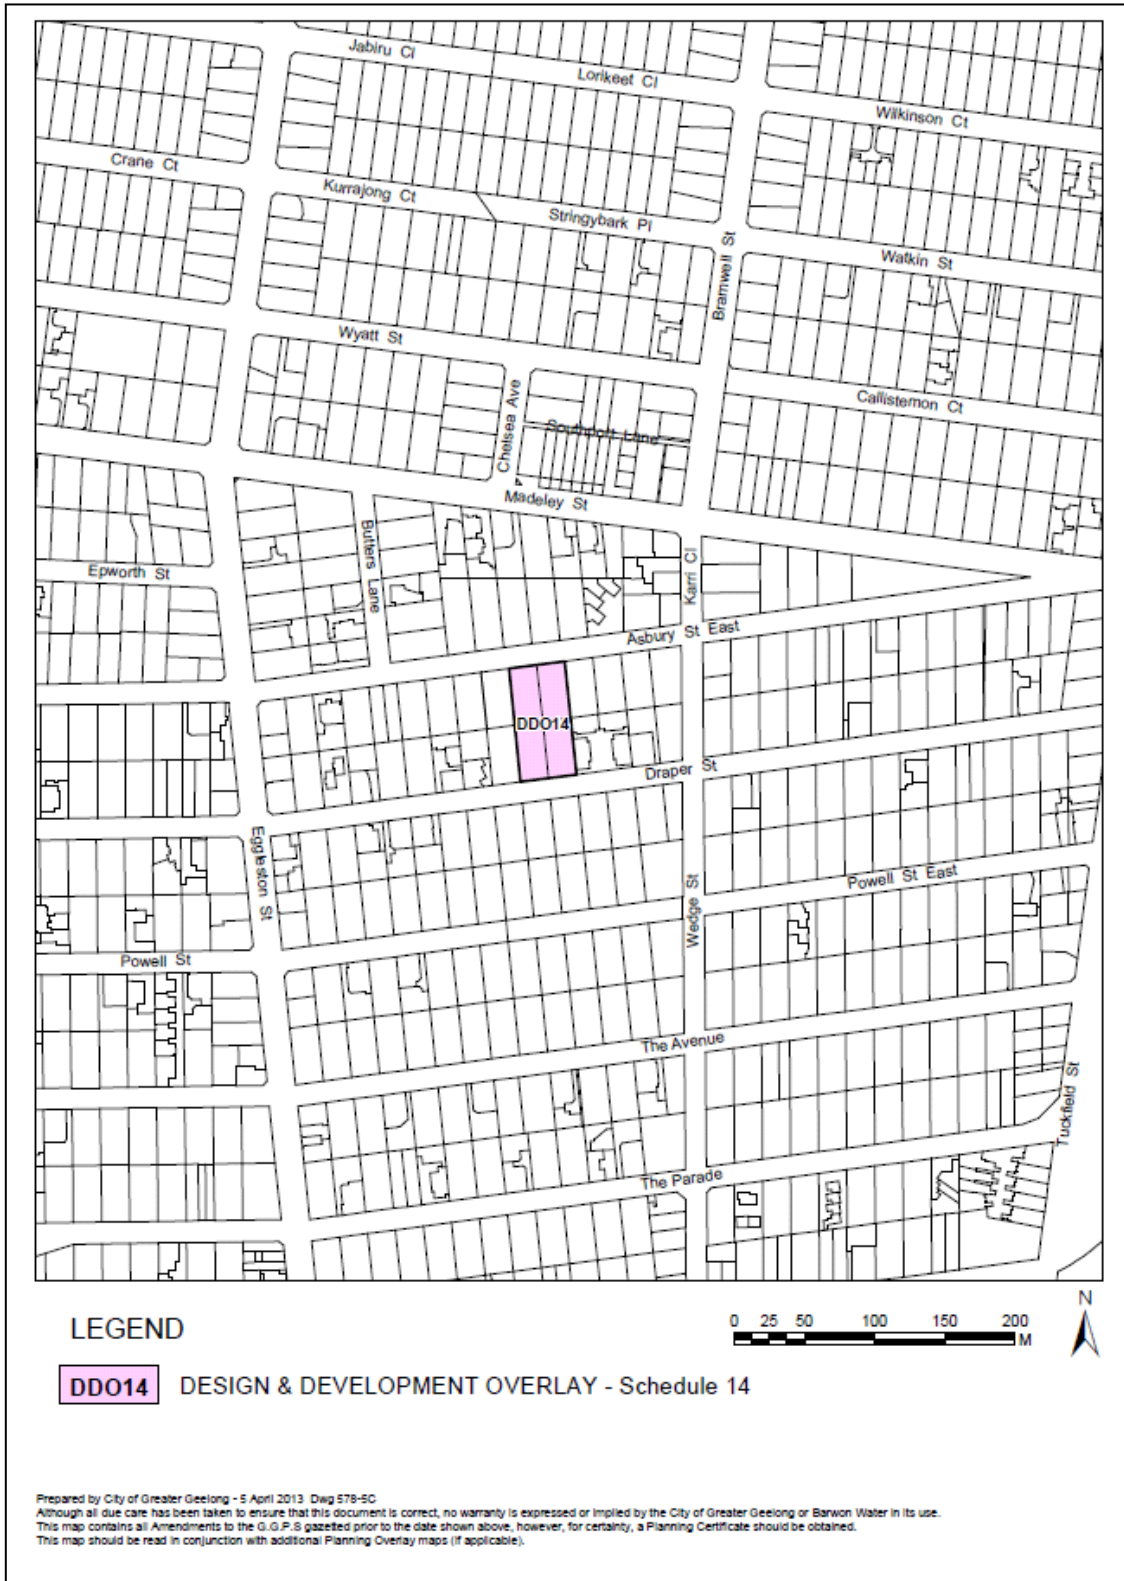 Jabiru Cl
Lorikeet Cl
Wilkinson Ct
Crane Ct
Kurrajong Ct
Stringybark Pl
Bramwell St
Watkin St
Wyatt St
Chelsea Ave
Callistemon Ct
Southport Lane
Madeley St
Butters Lane
Epworth St
Karri Cl
Asbury St East
DDO14
Draper St
Eggleston St
Wedge St
Powell St East
Powell St
The Avenue
Tuckfield St
The Parade
LEGEND
0 25 50 100 150 200
M
N
DDO14 DESIGN & DEVELOPMENT OVERLAY - Schedule 14
Prepared by City of Greater Geelong - 5 April 2013 Dwg 578-5C
Although all due care has been taken to ensure that this document is correct, no warranty is expressed or implied by the City of Greater Geelong or Barwon Water in its use.
This map contains all Amendments to the G.G.P.S gazetted prior to the date shown above, however, for certainty, a Planning Certificate should be obtained.
This map should be read in conjunction with additional Planning Overlay maps (if applicable).